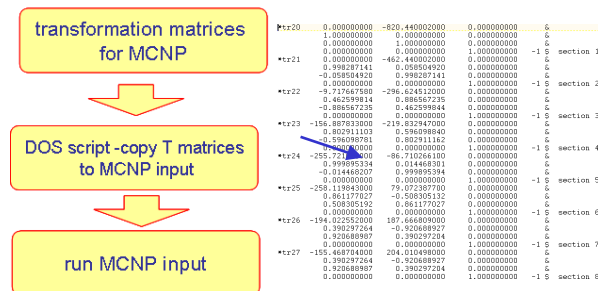 transformation matrices
for MCNP
DOS script -copy T matrices
to MCNP input
run MCNP input
*tr20 0.000000000 -820.440002000 0.000000000 &
1.000000000 0.000000000 0.000000000 &
0.000000000 1.000000000 0.000000000 &
0.000000000 0.000000000 1.000000000 -1 $ section 1
*tr21 0.000000000 -462.440002000 0.000000000 &
0.998287141 0.058504920 0.000000000 &
-0.058504920 0.998287141 0.000000000 &
0.000000000 0.000000000 1.000000000 -1 $ section 2
*tr22 -9.717667580 -296.624512000 0.000000000 &
0.462599814 0.886567235 0.000000000 &
-0.886567235 0.462599844 0.000000000 &
0.000000000 0.000000000 1.000000000 -1 $ section 3
*tr23 -156.887833000 -219.832947000 0.000000000 &
0.802911103 0.596098840 0.000000000 &
-0.596098781 0.802911162 0.000000000 &
0.000000000 1.000000000 -1 $ section 4
*tr24 -86.710266100 0.000000000 &
0.999895334 0.014468301 0.000000000 &
-0.014468207 0.999895394 0.000000000 &
0.000000000 0.000000000 1.000000000 -1 $ section 5
*tr25 -258.119843000 79.072387700 0.000000000 &
0.861177027 -0.508305132 0.000000000 &
0.508305192 0.861177027 0.000000000 &
0.000000000 0.000000000 1.000000000 -1 $ section 6
*tr26 -194.022552000 187.666809000 0.000000000 &
0.390297264 -0.920688927 0.000000000 &
0.920688987 0.390297204 0.000000000 &
0.000000000 0.000000000 1.000000000 -1 $ section 7
*tr27 -155.468704000 204.010498000 0.000000000 &
0.390297264 -0.920688987 0.000000000 &
0.920688987 0.390297204 0.000000000 &
0.000000000 0.000000000 1.000000000 -1 $ section 8